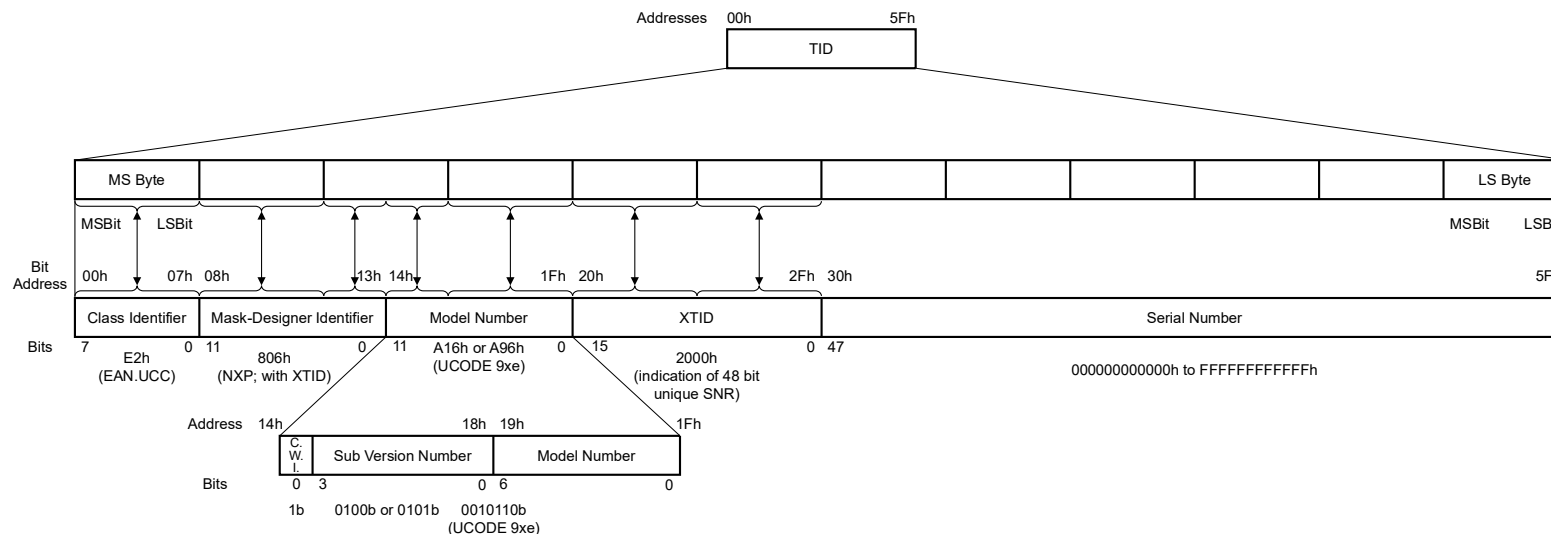 Addresses 00h 5Fh
TID
MS Byte LS Byte
MSBit LSBit MSBit LSB
Bit
Address
00h 07h 08h 13h 14h 1Fh 20h 2Fh 30h 5F
Class Identifier Mask-Designer Identifier Model Number XTID Serial Number
Bits 7 0 11 0 11 0 15 0 47
E2h
(EAN.UCC)
806h
(NXP; with XTID)
A16h or A96h
(UCODE 9xe)
2000h
(indication of 48 bit
unique SNR)
000000000000h to FFFFFFFFFFFFh
Address 14h 18h 19h 1Fh
C.
W.
I.
Sub Version Number Model Number
Bits 0 3 0 6 0
1b 0100b or 0101b 0010110b
(UCODE 9xe)